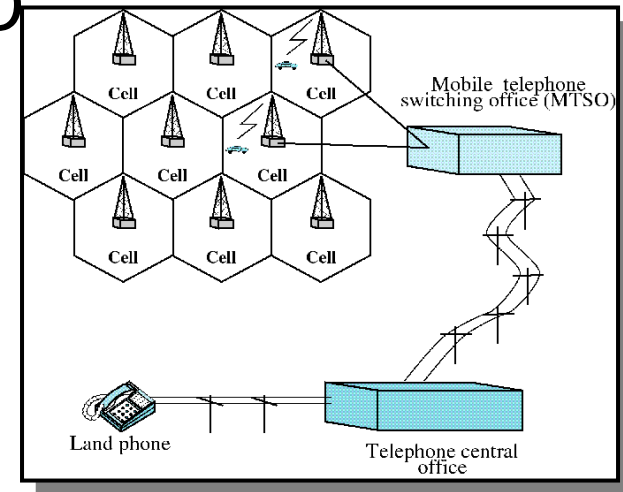 Cell Cell Cell
Mobile telephone
switching office (MTSO)
Cell Cell Cell
Cell Cell Cell
Land phone
Telephone central
office